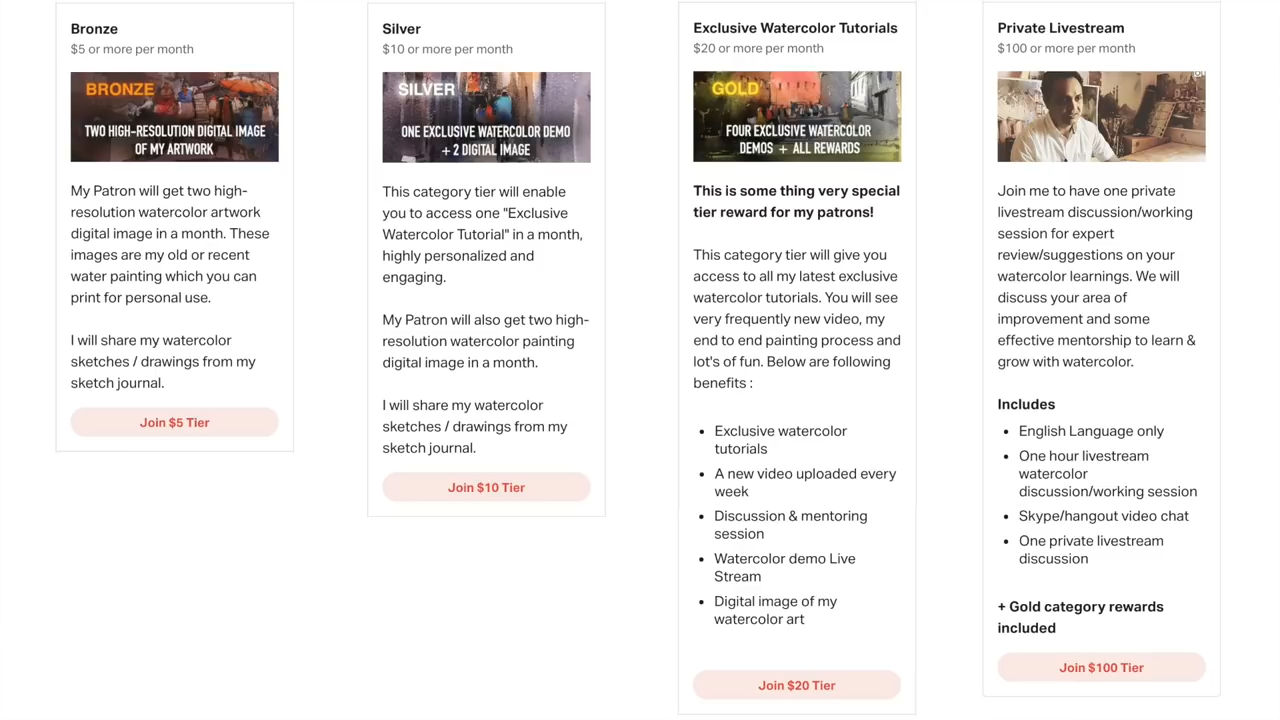 Bronze
$5 or more per month
BRONZE
TWO HIGH-RESOLUTION DIGITAL IMAGE
OF MY ARTWORK
My Patron will get two high-
resolution watercolor artwork
digital image in a month. These
images are my old or recent
water painting which you can
print for personal use.
I will share my watercolor
sketches / drawings from my
sketch journal.
Join $5 Tier
Silver
$10 or more per month
SILVER
ONE EXCLUSIVE WATERCOLOR DEMO
+ 2 DIGITAL IMAGE
This category tier will enable
you to access one "Exclusive
Watercolor Tutorial" in a month,
highly personalized and
engaging.
My Patron will also get two high-
resolution watercolor painting
digital image in a month.
I will share my watercolor
sketches / drawings from my
sketch journal.
Join $10 Tier
Exclusive Watercolor Tutorials
$20 or more per month
GOLD
FOUR EXCLUSIVE WATERCOLOR
DEMOS + ALL REWARDS
This is some thing very special
tier reward for my patrons!
This category tier will give you
access to all my latest exclusive
watercolor tutorials. You will see
very frequently new video, my
end to end painting process and
lot's of fun. Below are following
benefits :
• Exclusive watercolor
tutorials
• A new video uploaded every
week
• Discussion & mentoring
session
• Watercolor demo Live
Stream
• Digital image of my
watercolor art
Join $20 Tier
Private Livestream
$100 or more per month
Join me to have one private
livestream discussion/working
session for expert
review/suggestions on your
watercolor learnings. We will
discuss your area of
improvement and some
effective mentorship to learn &
grow with watercolor.
Includes
• English Language only
• One hour livestream
watercolor
discussion/working session
• Skype/hangout video chat
• One private livestream
discussion
+ Gold category rewards
included
Join $100 Tier